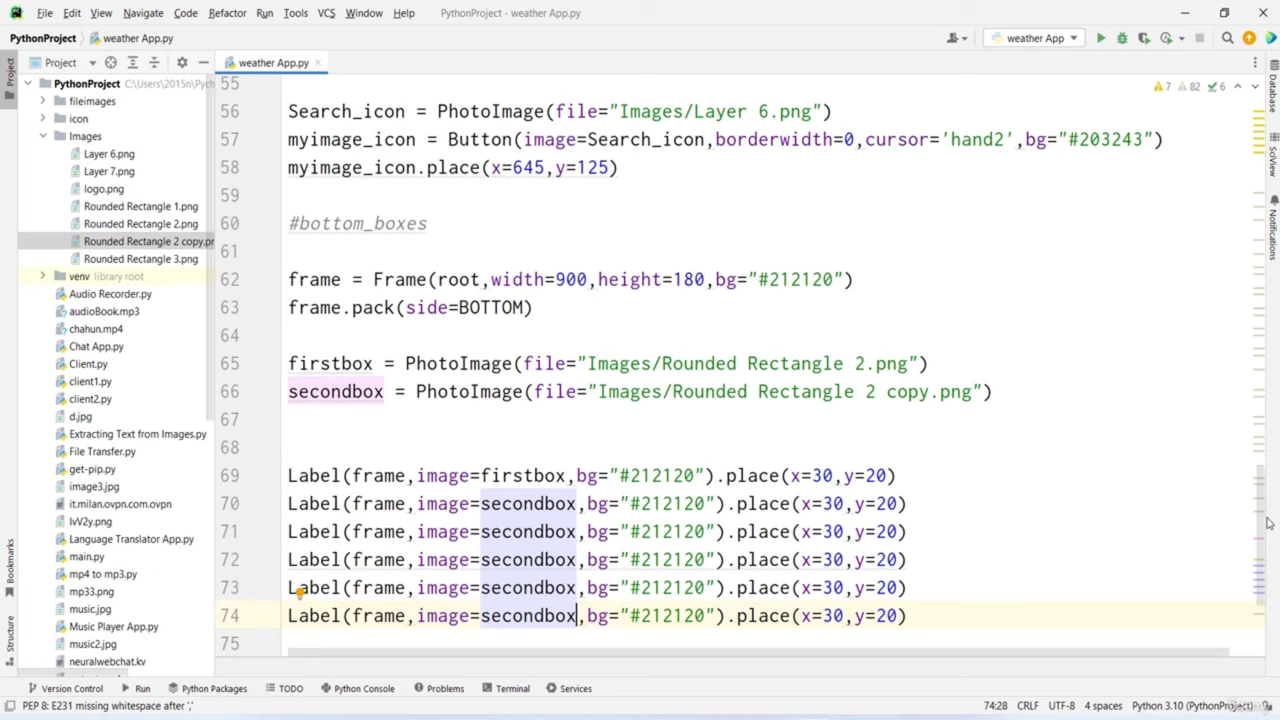 File Edit View Navigate Code Refactor Run Tools VCS Window Help PythonProject - weather App.py
PythonProject weather App.py weather App
Project weather App.py
Project
PythonProject C:\Users\2015n\Pych
fileimages
icon
Images
Layer 6.png
Layer 7.png
logo.png
Rounded Rectangle 1.png
Rounded Rectangle 2.png
Rounded Rectangle 2 copy.pr
Rounded Rectangle 3.png
venv library root
Audio Recorder.py
audioBook.mp3
chahun.mp4
Chat App.py
Client.py
client1.py
client2.py
d.jpg
Extracting Text from Images.py
File Transfer.py
get-pip.py
image3.jpg
it.milan.ovpn.com.ovpn
Language Translator App.py
main.py
mp4 to mp3.py
mp33.png
music.jpg
Music Player App.py
music2.jpg
neuralwebchat.kv
Bookmarks
Structure
7 82 6
55
56 Search_icon = PhotoImage(file="Images/Layer 6.png")
57 myimage_icon = Button(image=Search_icon,borderwidth=0,cursor='hand2',bg="#203243")
58 myimage_icon.place(x=645,y=125)
59
60 #bottom_boxes
61
62 frame = Frame(root,width=900,height=180,bg="#212120")
63 frame.pack(side=BOTTOM)
64
65 firstbox = PhotoImage(file="Images/Rounded Rectangle 2.png")
66 secondbox = PhotoImage(file="Images/Rounded Rectangle 2 copy.png")
67
68
69 Label(frame,image=firstbox,bg="#212120").place(x=30,y=20)
70 Label(frame,image=secondbox,bg="#212120").place(x=30,y=20)
71 Label(frame,image=secondbox,bg="#212120").place(x=30,y=20)
72 Label(frame,image=secondbox,bg="#212120").place(x=30,y=20)
73 Label(frame,image=secondbox,bg="#212120").place(x=30,y=20)
74 Label(frame,image=secondbox,bg="#212120").place(x=30,y=20)
75
Database
SciView
Notifications
Version Control Run Python Packages TODO Python Console Problems Terminal Services
PEP 8: E231 missing whitespace after ',' 74:28 CRLF UTF-8 4 spaces Python 3.10 (PythonProject)